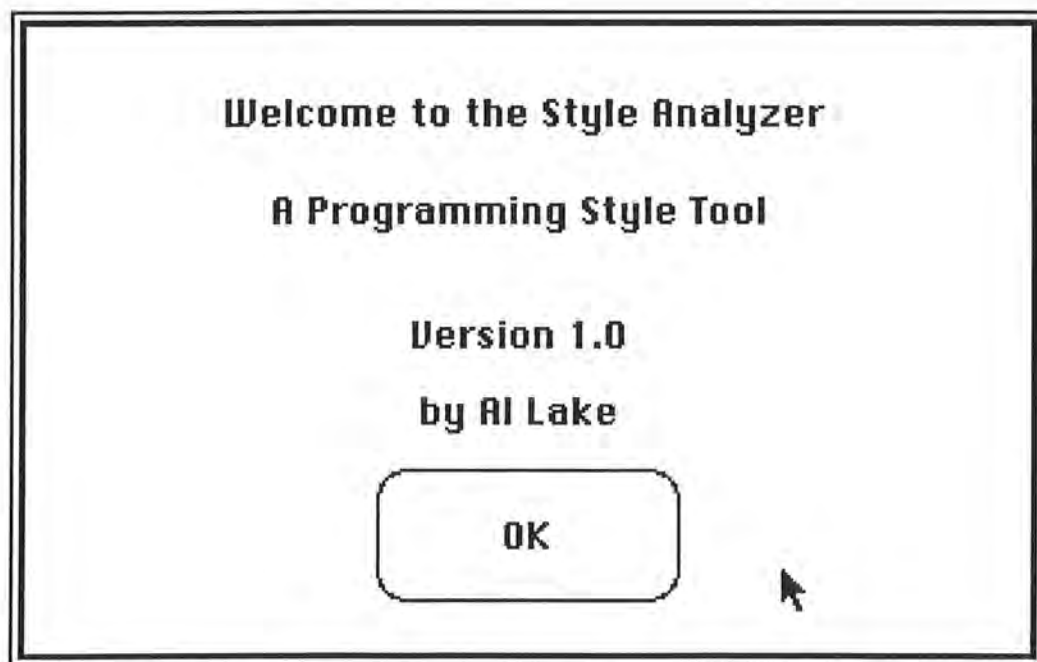 Welcome to the Style Analyzer
A Programming Style Tool
Version 1.0
by Al Lake
OK